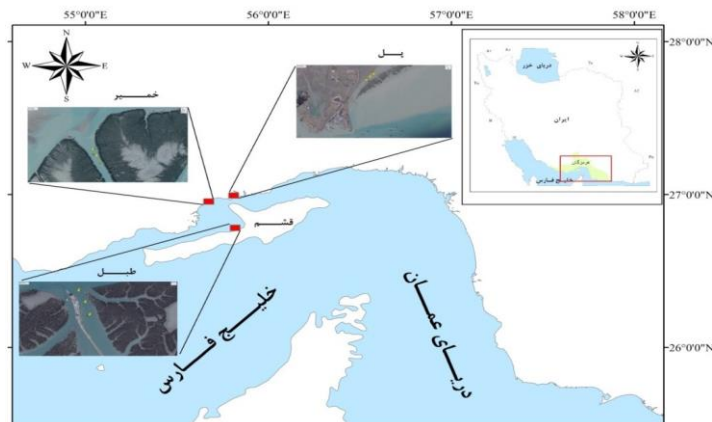 55°0'0"E
56°0'0"E
57°0'0"E
58°0'0"E
28°0'0"N
27°0'0"N
26°0'0"N
N
W
E
S
خمیر
پل
طبل
قشم
خلیج فارس
دریای عمان
دریای خزر
ایران
هرمزگان
خلیج فارس